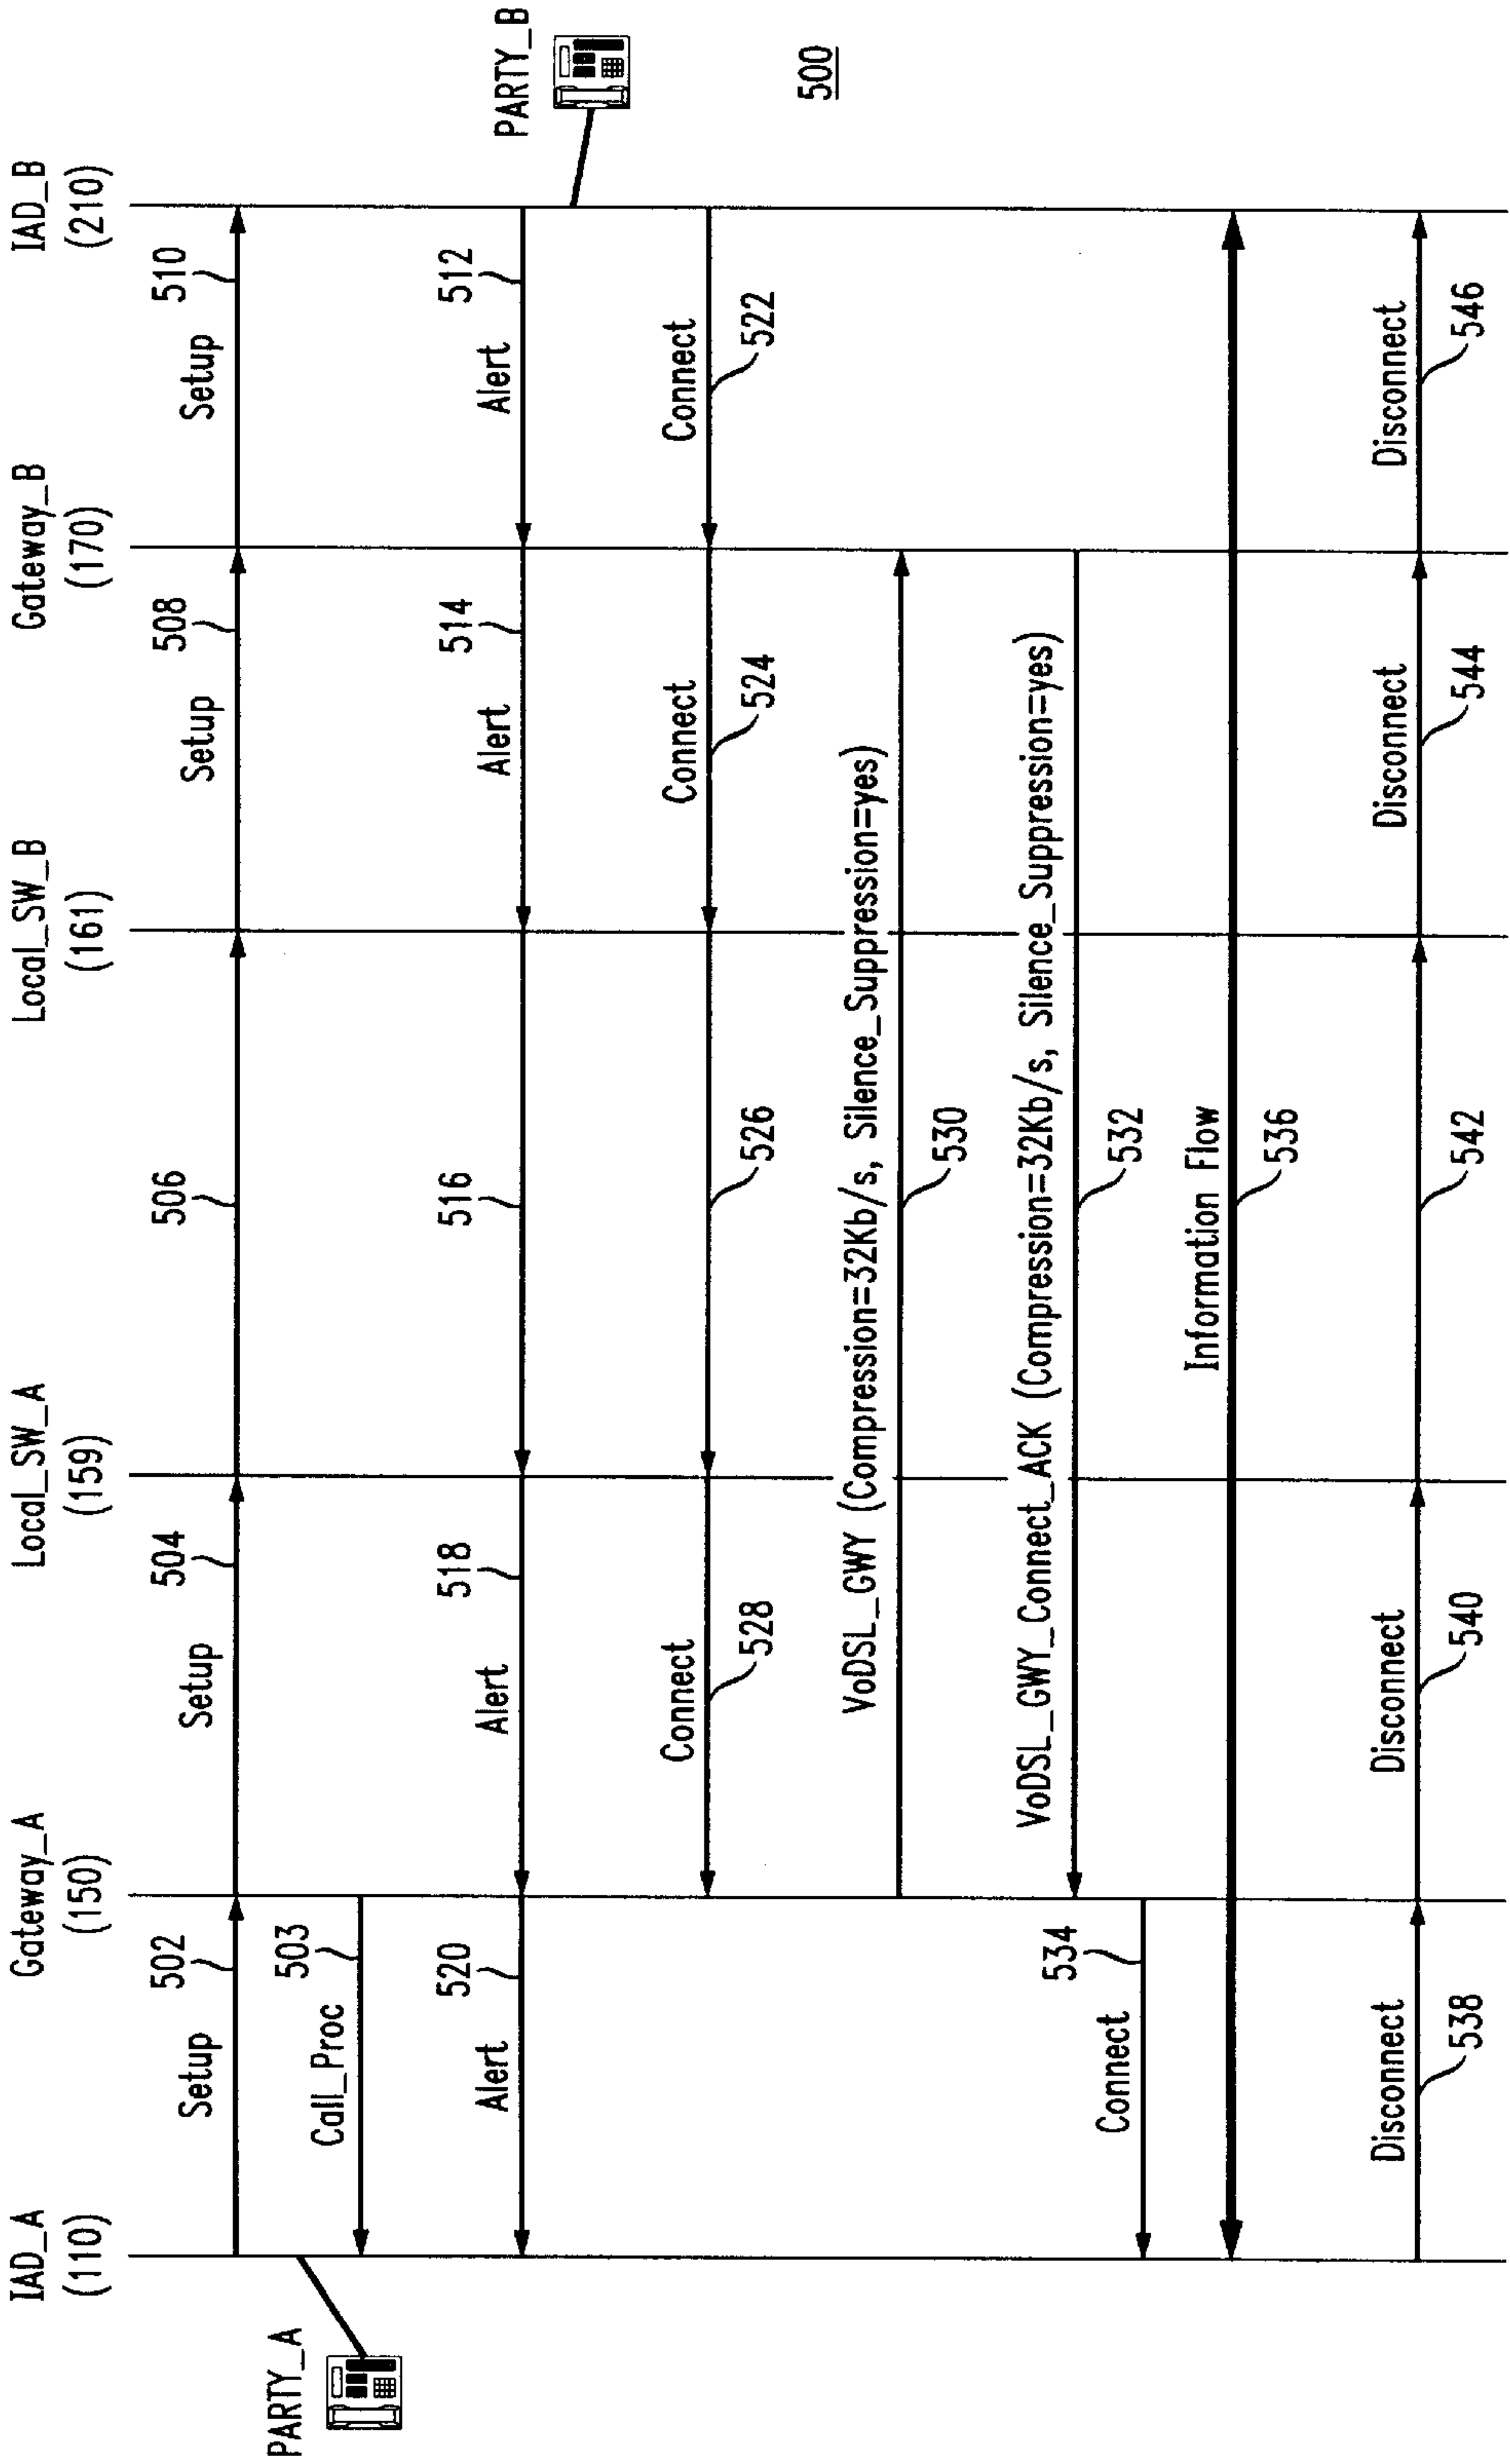 IAD_A
(110)
Gateway_A
(150)
Local_SW_A
(159)
Local_SW_B
(161)
Gateway_B
(170)
IAD_B
(210)
PARTY_A
PARTY_B
500
Setup
502
Setup
504
506
Setup
508
Setup
510
Call_Proc
503
Alert
520
Alert
518
516
Alert
514
Alert
512
Connect
528
526
Connect
524
Connect
522
VoDSL_GWY (Compression=32Kb/s, Silence_Suppression=yes)
530
VoDSL_GWY_Connect_ACK (Compression=32Kb/s, Silence_Suppression=yes)
532
Connect
534
Information Flow
536
Disconnect
538
Disconnect
540
542
Disconnect
544
Disconnect
546